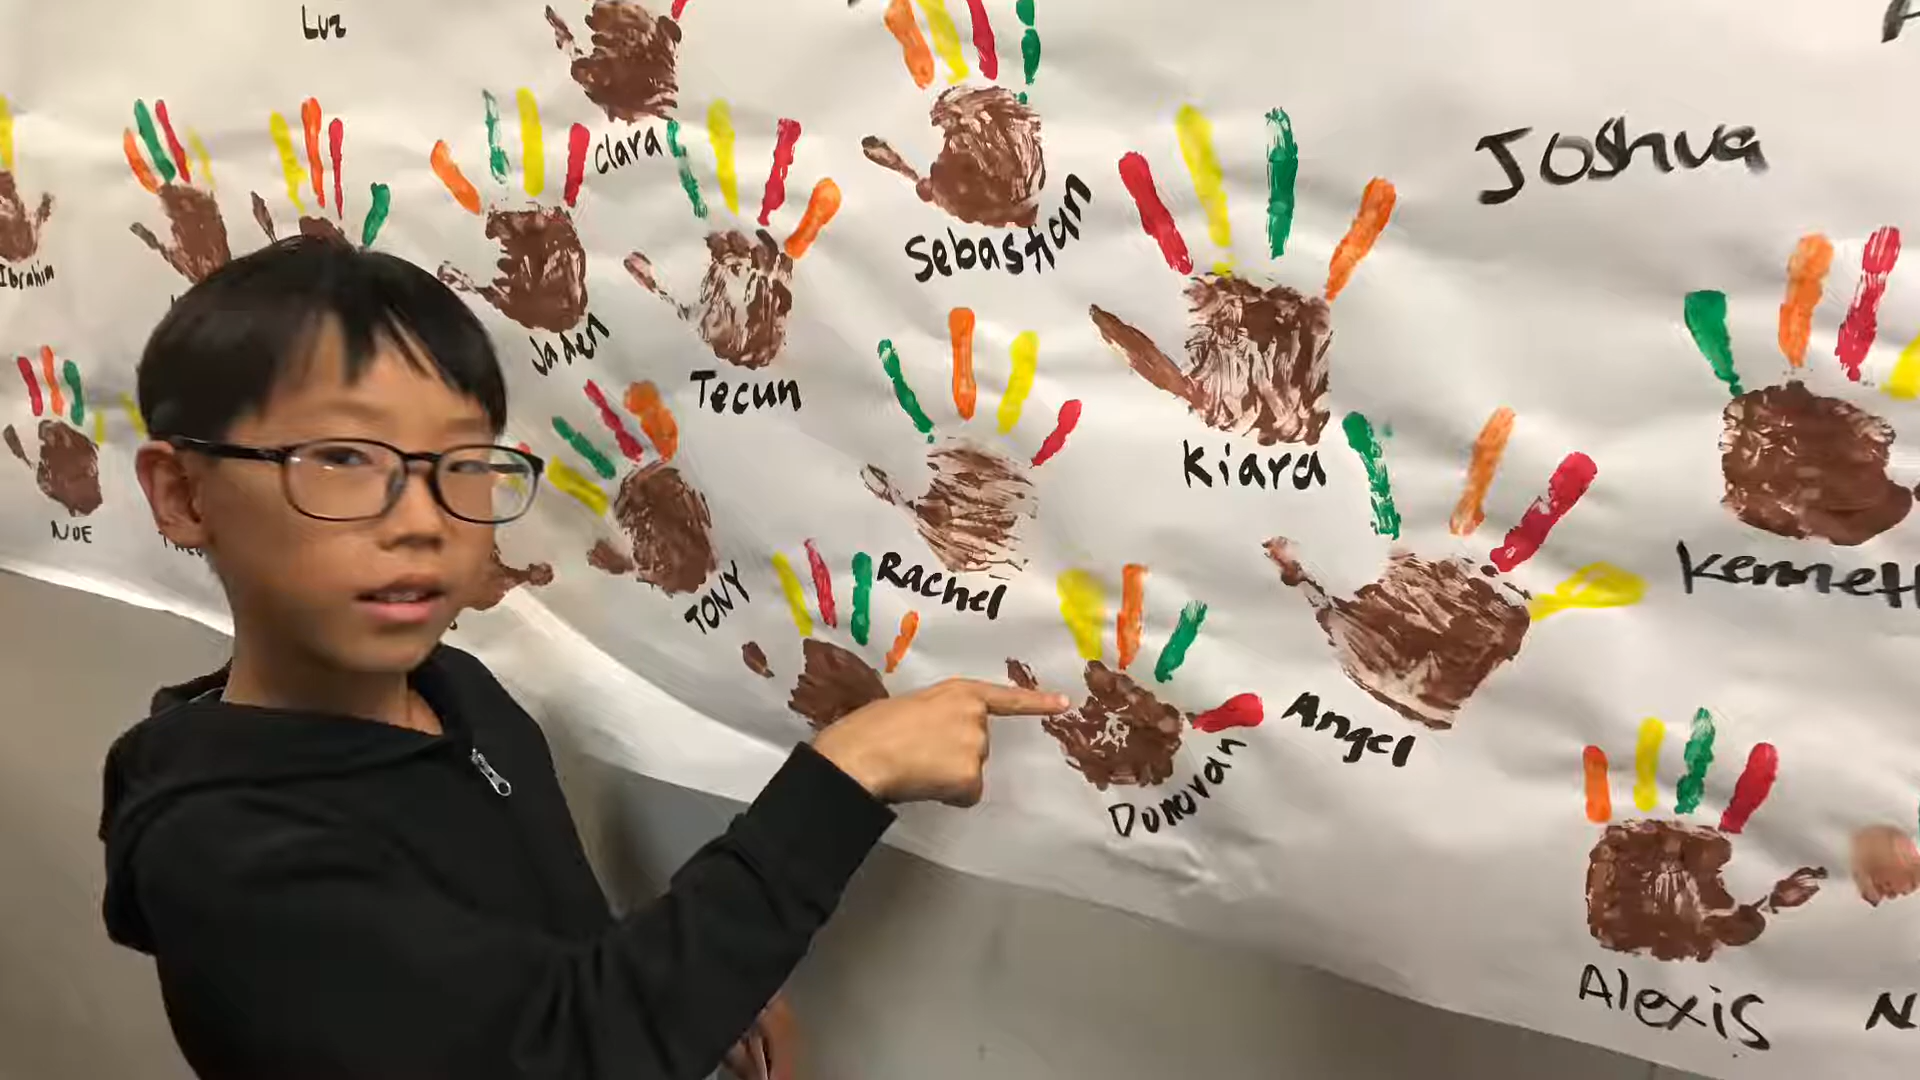 Luz
Clara
Joshua
Sebastian
Ibrahim
Jaden
Tecun
Kiara
NOE
Rachel
Kenneth
TONY
Angel
Donovan
Alexis